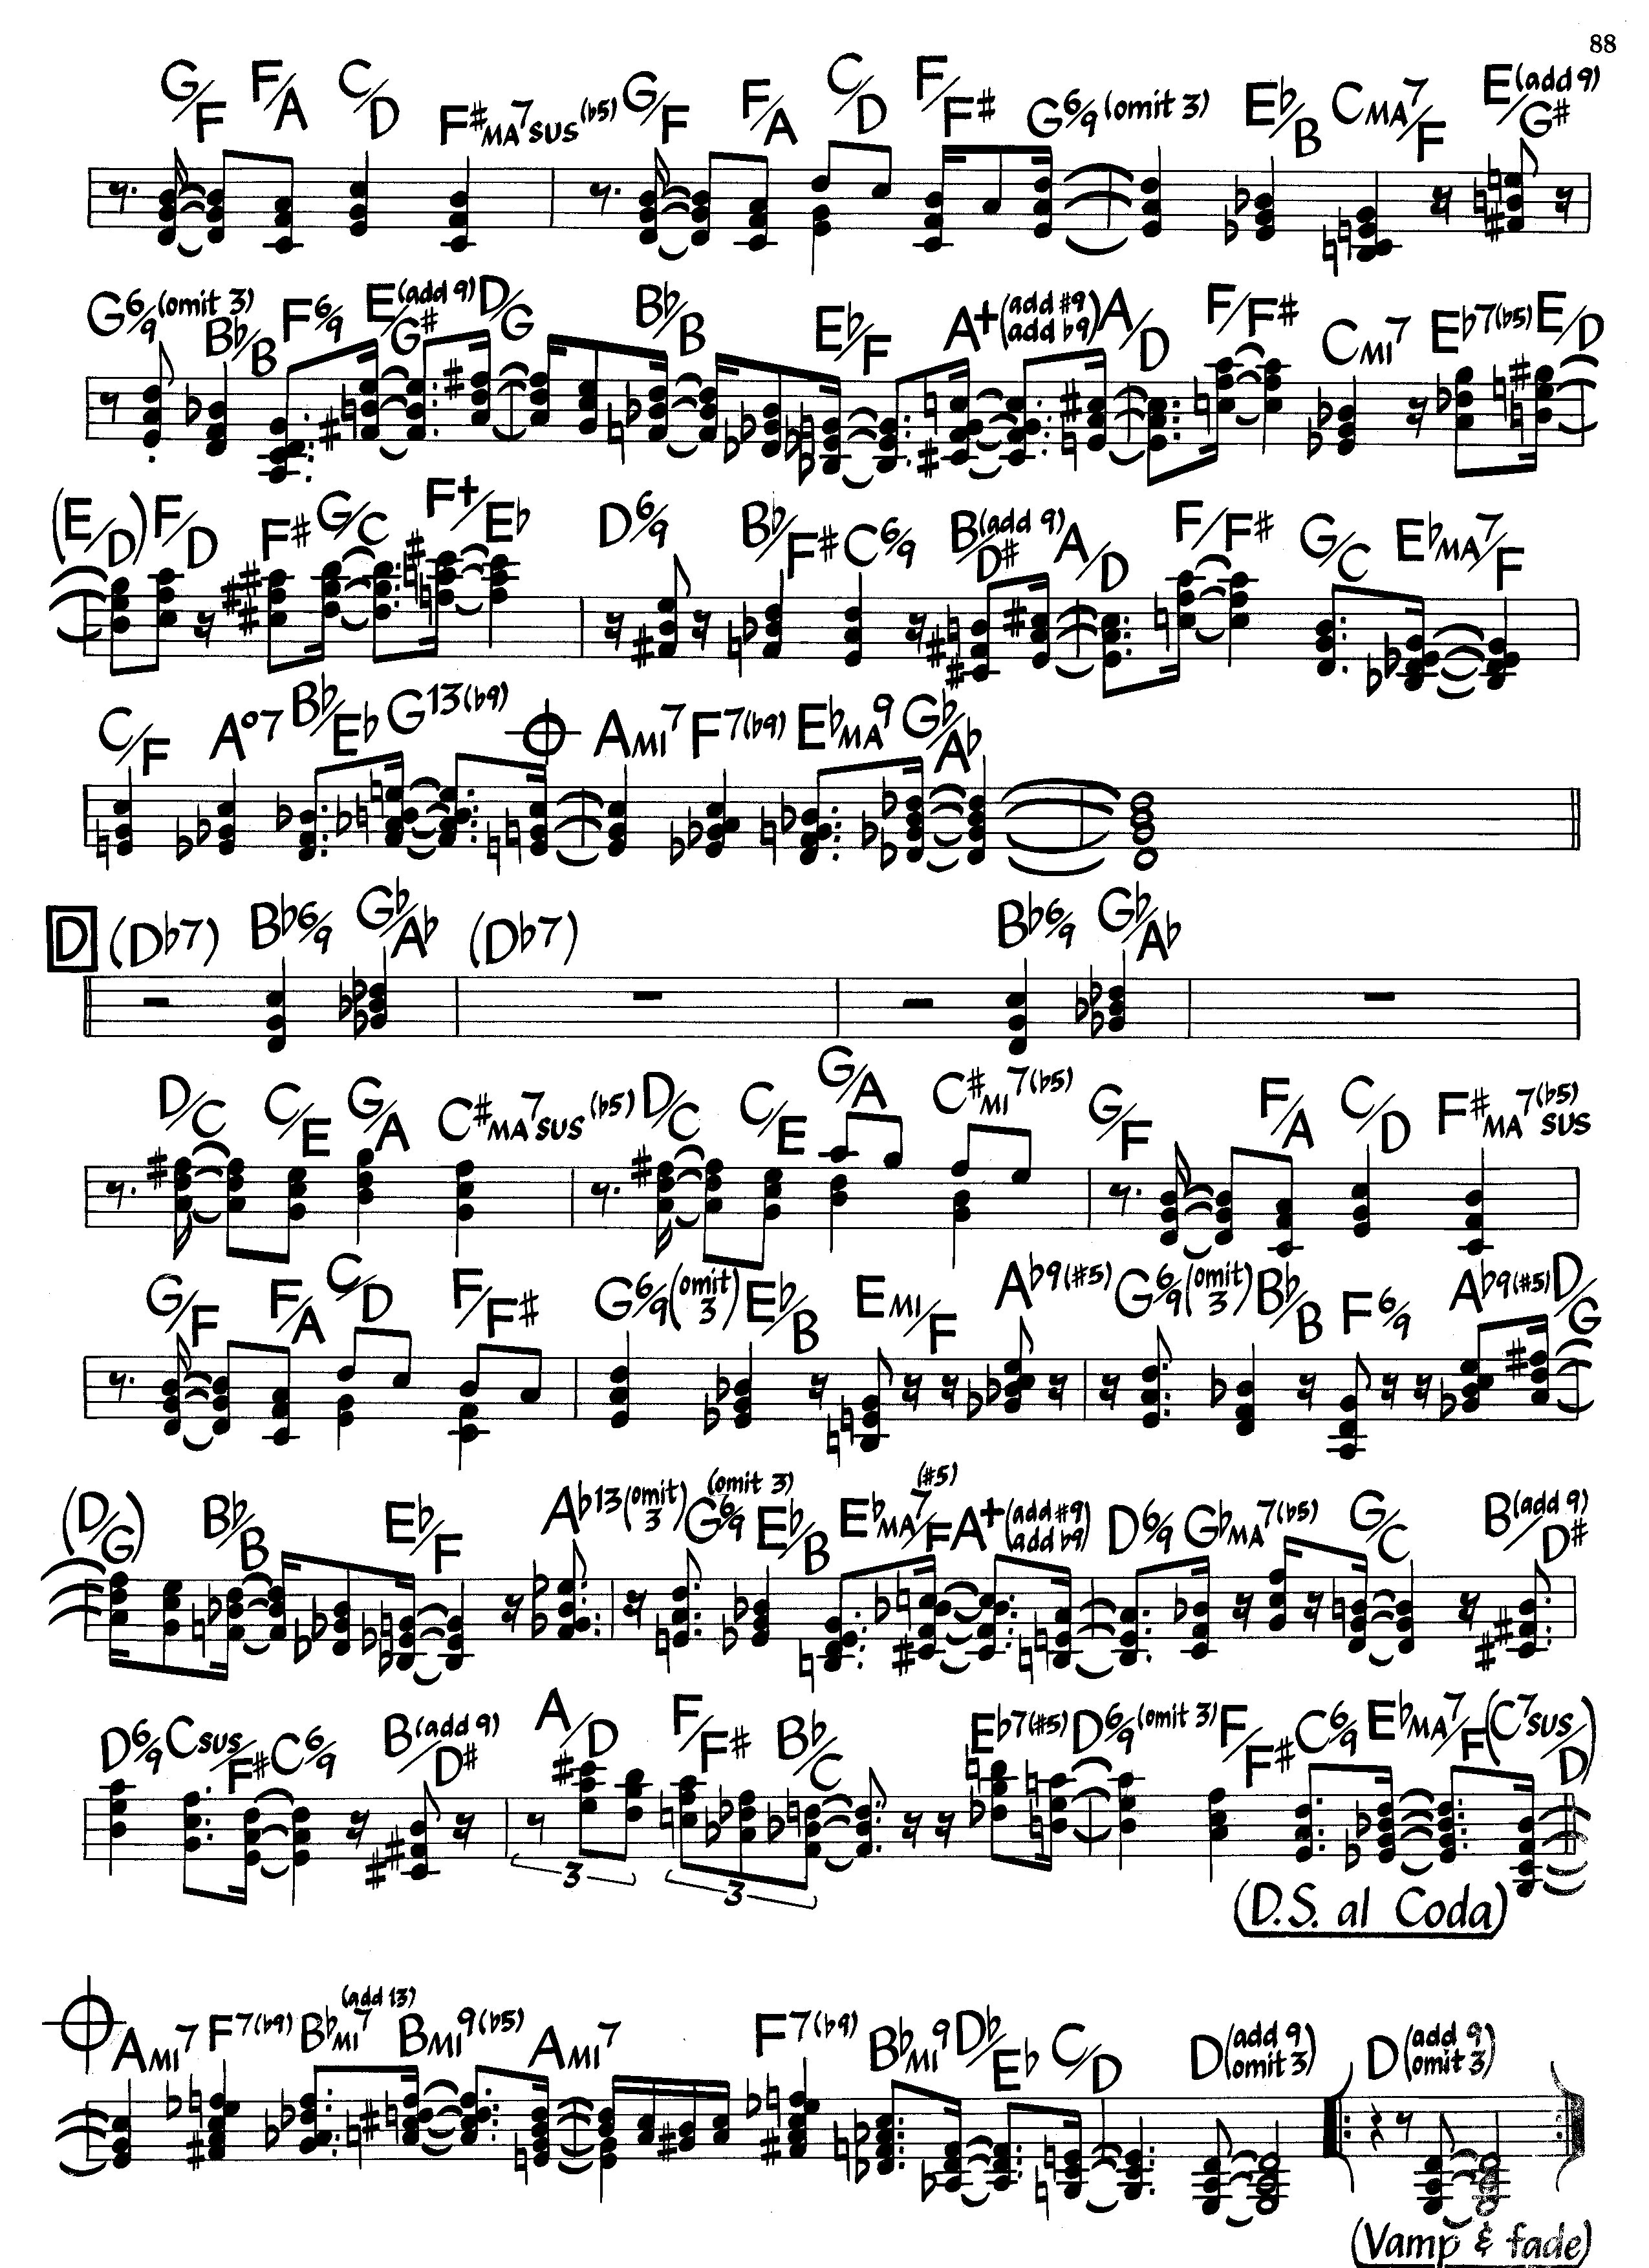 88
G/F F/A C/D F#MA7SUS(b5) G/F F/A C/D F/F# G6/9(omit 3) Eb/B CMA7/F E(add 9)/G#
G6/9(omit 3) Bb/B F6/9 E(add 9)/G# D/G Bb/B Eb/F A+(add #9)(add b9) A/D F/F# CMI7 Eb7(b5) E/D
(E/D) F/D F# G/C F+/Eb D6/9 Bb/F# C6/9 B(add 9)/D# A/D F/F# G/C EbMA7/F
C/F A°7 Bb/Eb G13(b9) AMI7 F7(b9) EbMA9 Gb/Ab
D (Db7) Bb6/9 Gb/Ab (Db7) Bb6/9 Gb/Ab
D/C C/E G/A C#MA7SUS(b5) D/C C/E G/A C#MI7(b5) G/F F/A C/D F#MA7(b5)SUS
G/F F/A C/D F/F# G6/9(omit 3) Eb/B EMI/F Ab9(#5) G6/9(omit 3) Bb/B F6/9 Ab9(#5) D/G
(D/G) Bb/B Eb/F Ab13(omit 3) G6/9(omit 3) Eb/B EbMA7(#5)/F A+(add #9)(add b9) D6/9 GbMA7(b5) G/C B(add 9)/D#
D6/9 CSUS/F# C6/9 B(add 9)/D# A/D F/F# Bb/C Eb7(#5) D6/9(omit 3) F/F# C6/9 EbMA7/F (C7SUS/D)
3 3
(D.S. al Coda)
AMI7 F7(b9) BbMI7(add 13) BMI9(b5) AMI7 F7(b9) BbMI9 Db/Eb C/D D(add 9)(omit 3) D(add 9)(omit 3)
(Vamp & fade)